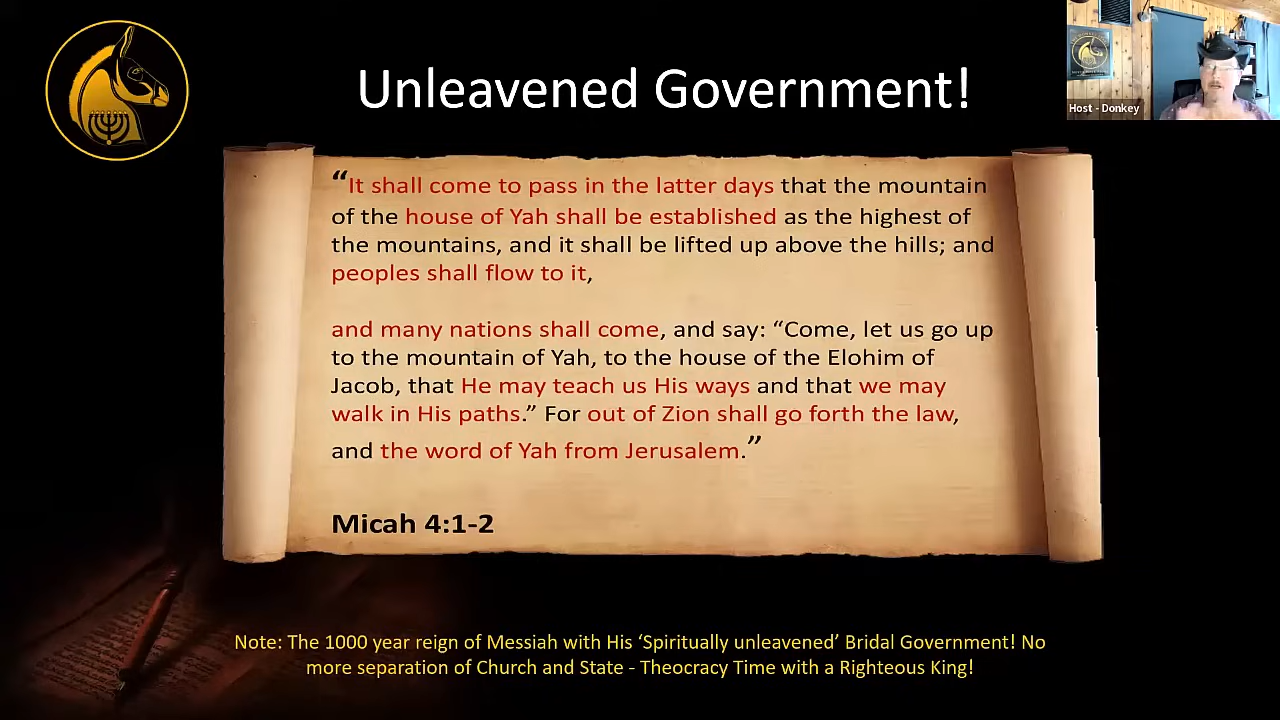 Unleavened Government!
Host - Donkey
“It shall come to pass in the latter days that the mountain
of the house of Yah shall be established as the highest of
the mountains, and it shall be lifted up above the hills; and
peoples shall flow to it,
and many nations shall come, and say: “Come, let us go up
to the mountain of Yah, to the house of the Elohim of
Jacob, that He may teach us His ways and that we may
walk in His paths.” For out of Zion shall go forth the law,
and the word of Yah from Jerusalem.”
Micah 4:1-2
Note: The 1000 year reign of Messiah with His ‘Spiritually unleavened’ Bridal Government! No
more separation of Church and State - Theocracy Time with a Righteous King!